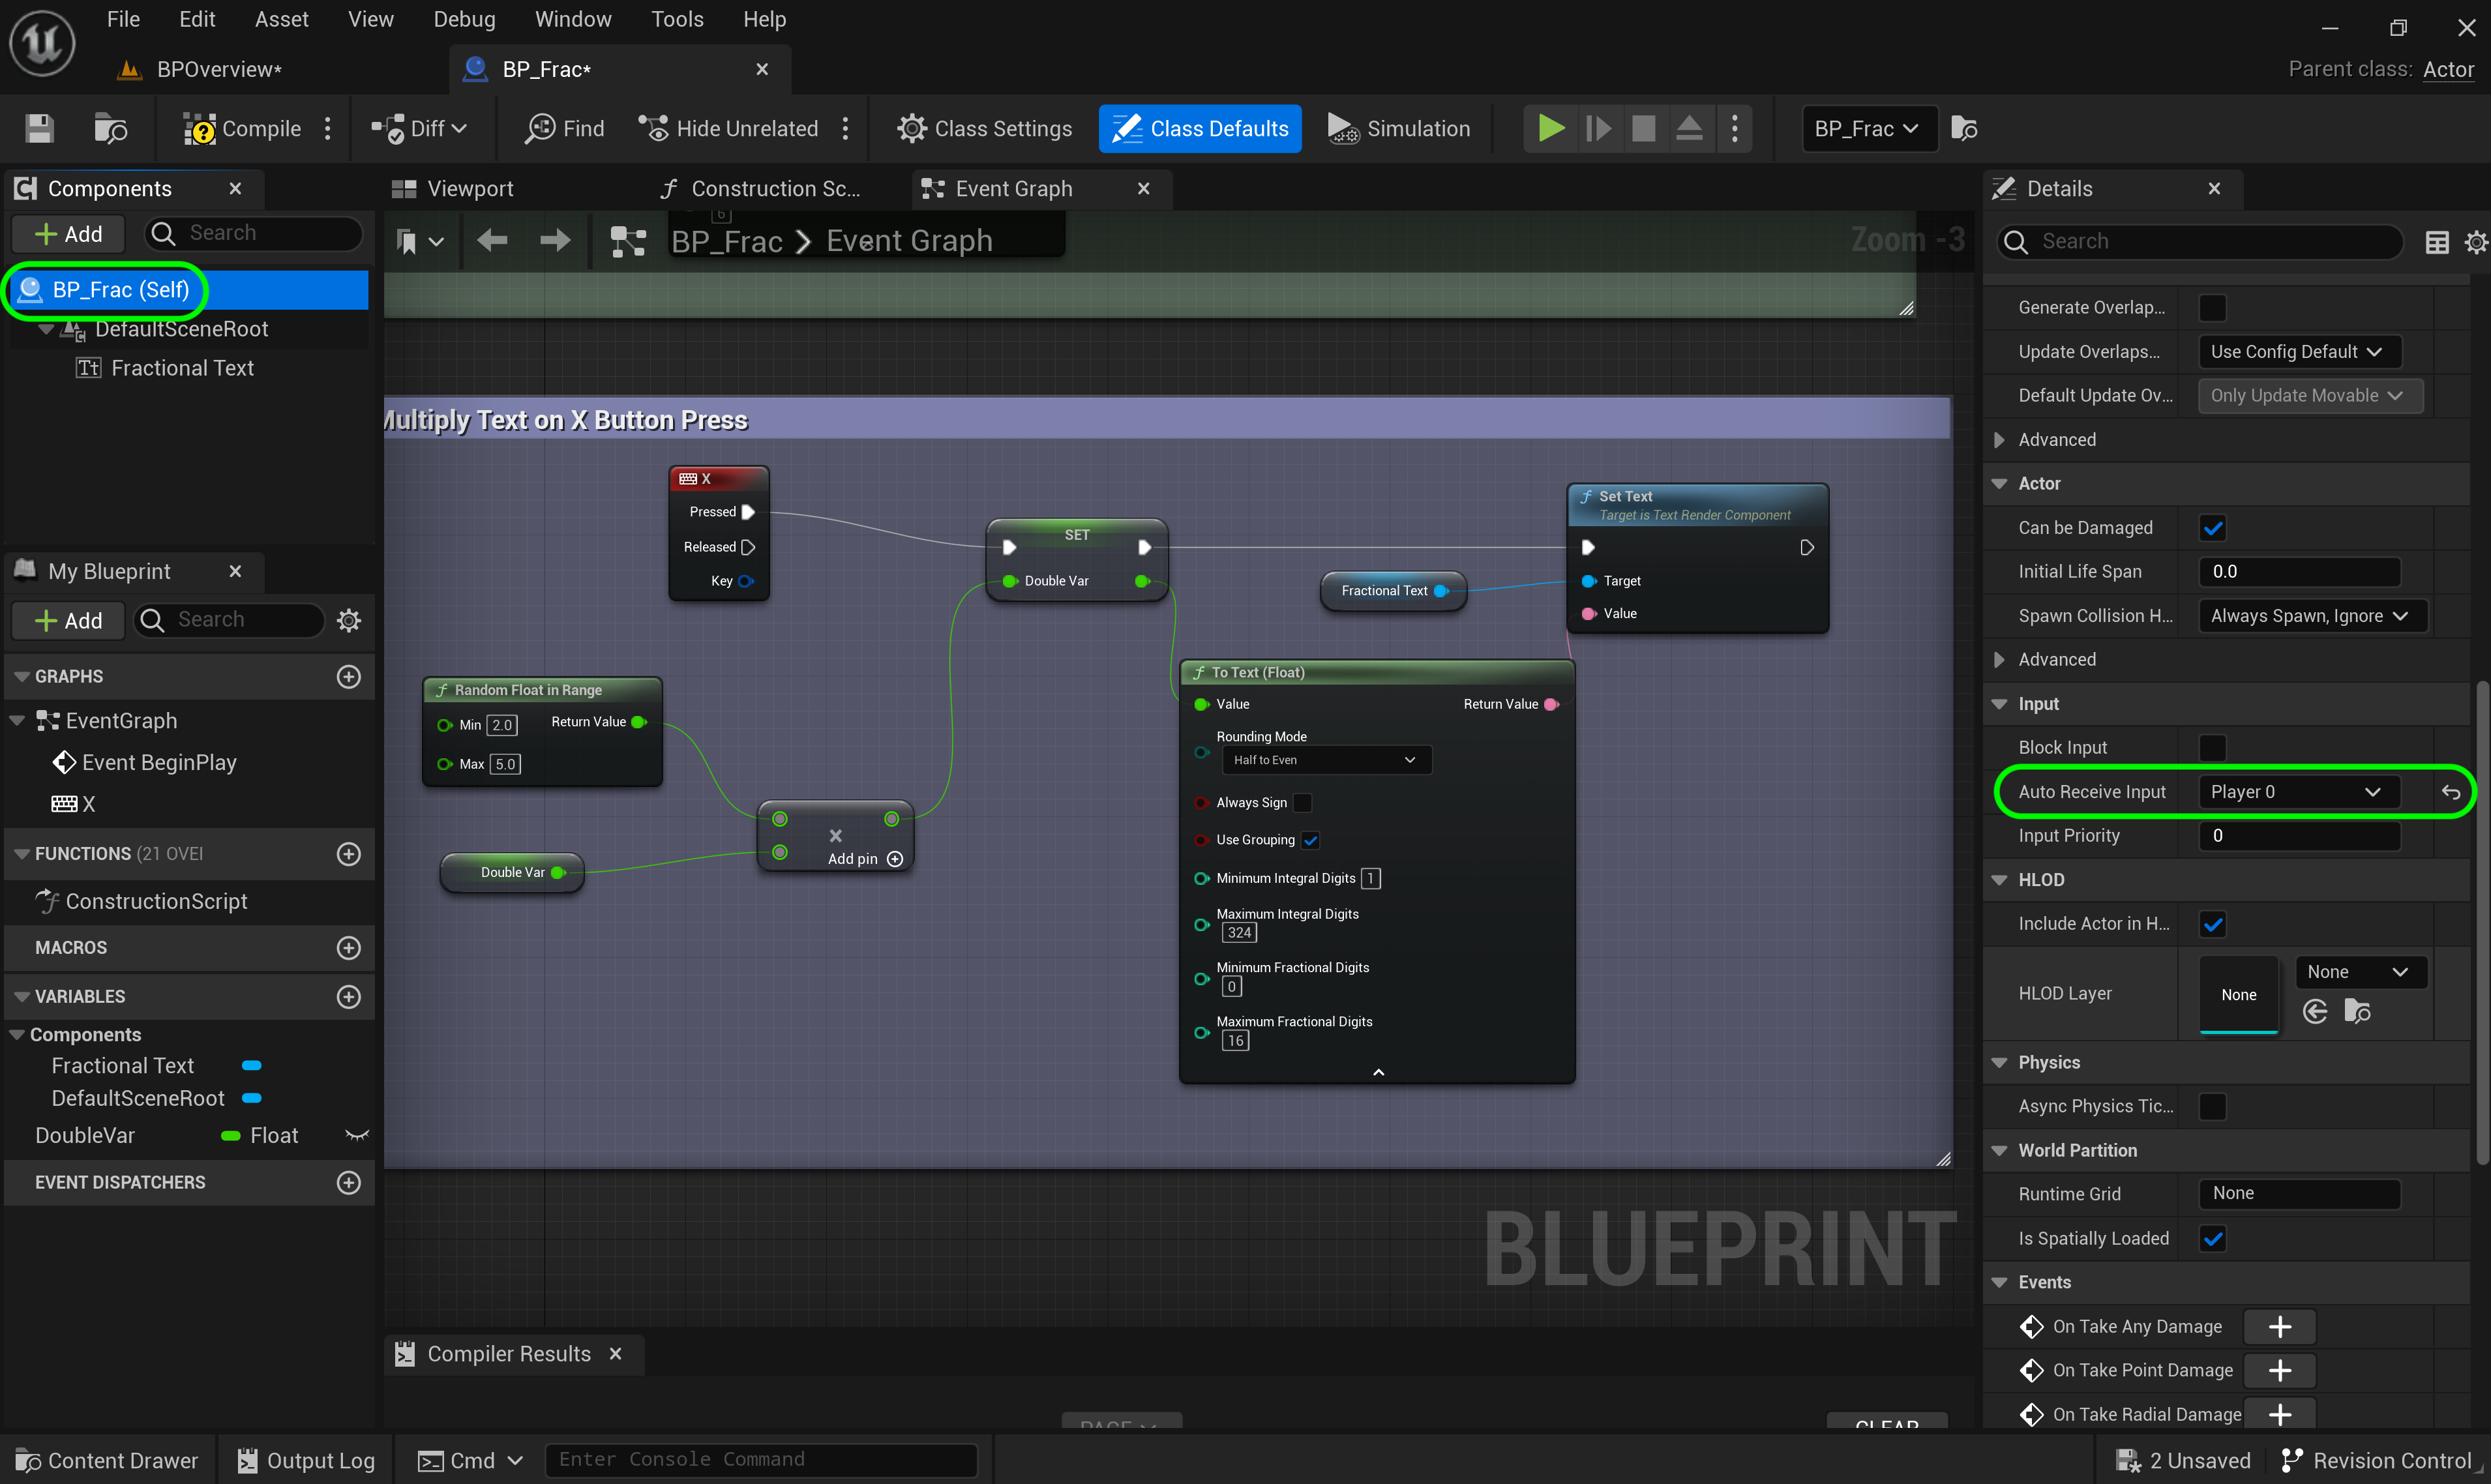 File Edit Asset View Debug Window Tools Help
BPOverview* BP_Frac*
Parent class: Actor
Compile Diff Find Hide Unrelated Class Settings Class Defaults Simulation BP_Frac
Components
Add Search
BP_Frac (Self)
DefaultSceneRoot
Fractional Text
My Blueprint
Add Search
GRAPHS
EventGraph
Event BeginPlay
X
FUNCTIONS (21 OVEI
ConstructionScript
MACROS
VARIABLES
Components
Fractional Text
DefaultSceneRoot
DoubleVar Float
EVENT DISPATCHERS
Viewport Construction Sc... Event Graph
6
BP_Frac > Event Graph
Zoom -3
Multiply Text on X Button Press
X
Pressed
Released
Key
SET
Double Var
Set Text
Target is Text Render Component
Target
Value
Fractional Text
Random Float in Range
Min 2.0 Return Value
Max 5.0
Double Var
Add pin
To Text (Float)
Value Return Value
Rounding Mode
Half to Even
Always Sign
Use Grouping
Minimum Integral Digits 1
Maximum Integral Digits
324
Minimum Fractional Digits
0
Maximum Fractional Digits
16
BLUEPRINT
Compiler Results
PAGE
CLEAR
Details
Search
Generate Overlap...
Update Overlaps... Use Config Default
Default Update Ov... Only Update Movable
Advanced
Actor
Can be Damaged
Initial Life Span 0.0
Spawn Collision H... Always Spawn, Ignore
Advanced
Input
Block Input
Auto Receive Input Player 0
Input Priority 0
HLOD
Include Actor in H...
HLOD Layer None None
Physics
Async Physics Tic...
World Partition
Runtime Grid None
Is Spatially Loaded
Events
On Take Any Damage
On Take Point Damage
On Take Radial Damage
Content Drawer Output Log Cmd Enter Console Command 2 Unsaved Revision Control